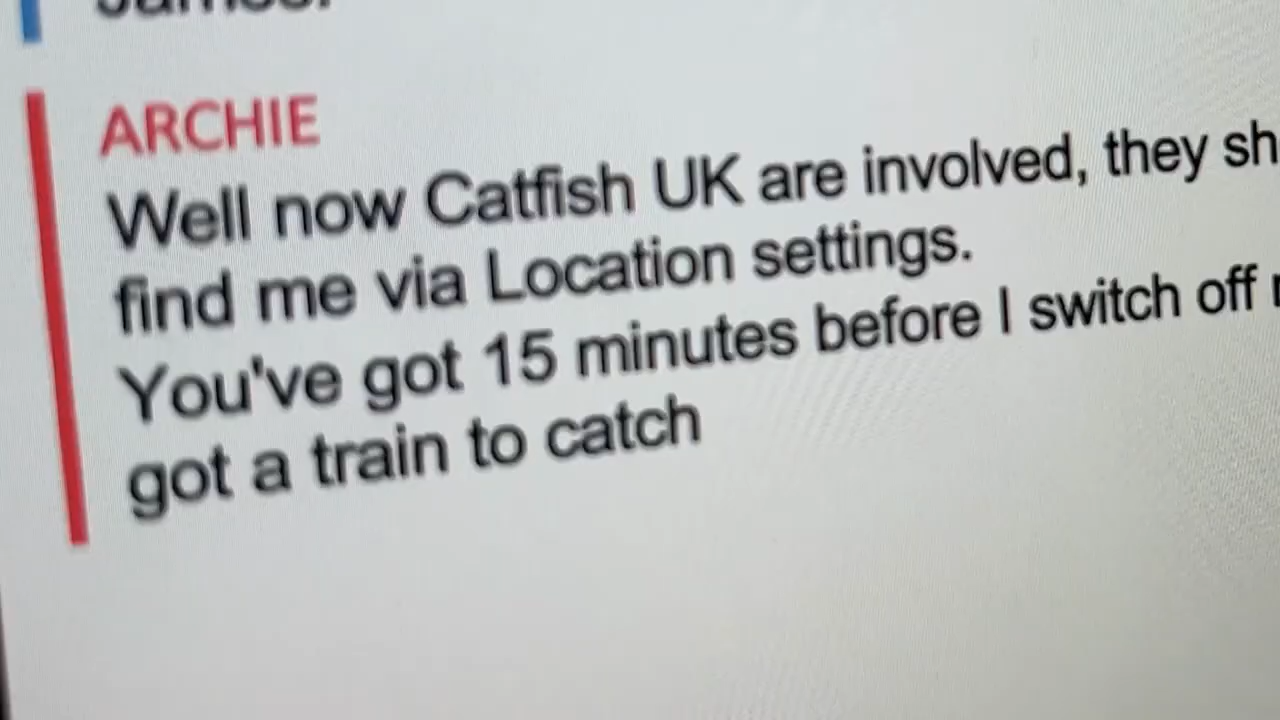 ARCHIE
Well now Catfish UK are involved, they
find me via Location settings.
You've got 15 minutes before I switch off
got a train to catch